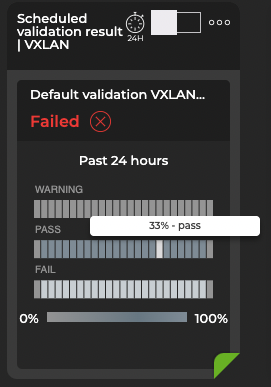 Scheduled
validation result
| VXLAN
24H
Default validation VXLAN...
Failed
Past 24 hours
WARNING
33% - pass
PASS
FAIL
0% 100%